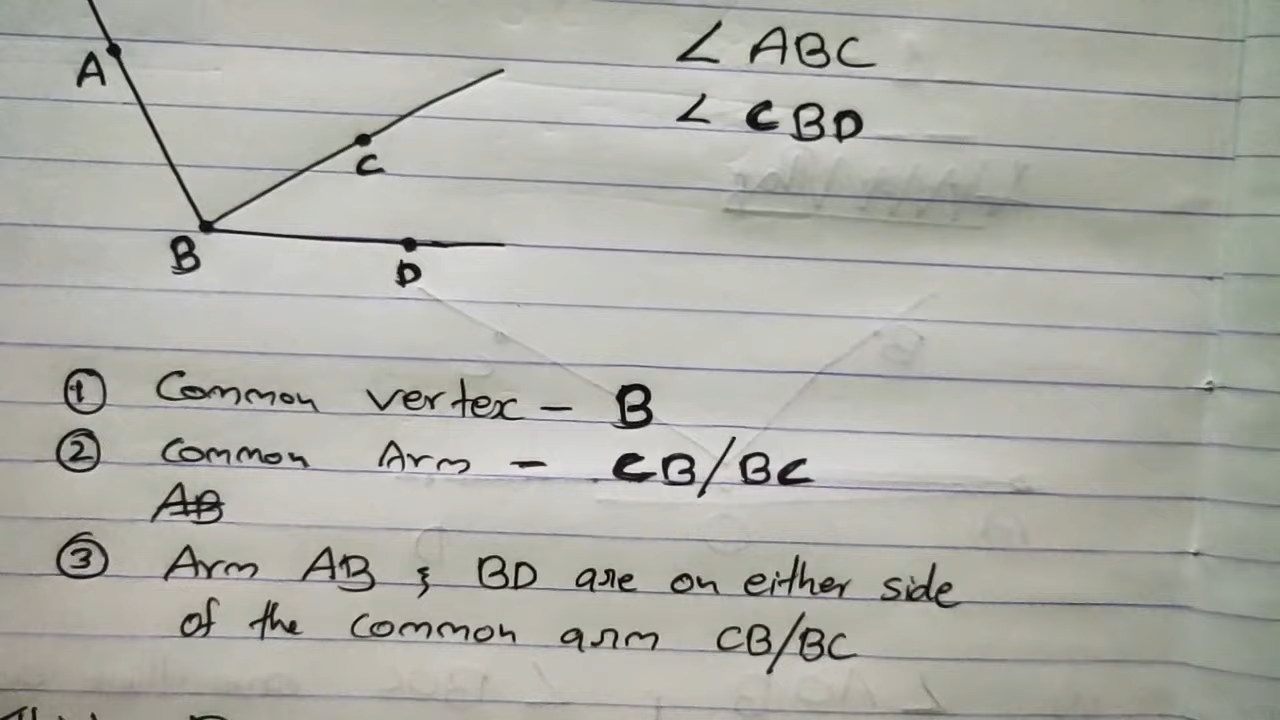 A
∠ ABC
∠ CBD
C
B
D
① Common vertex - B
② Common Arm - CB/BC
AB
③ Arm AB & BD are on either side
of the common arm CB/BC